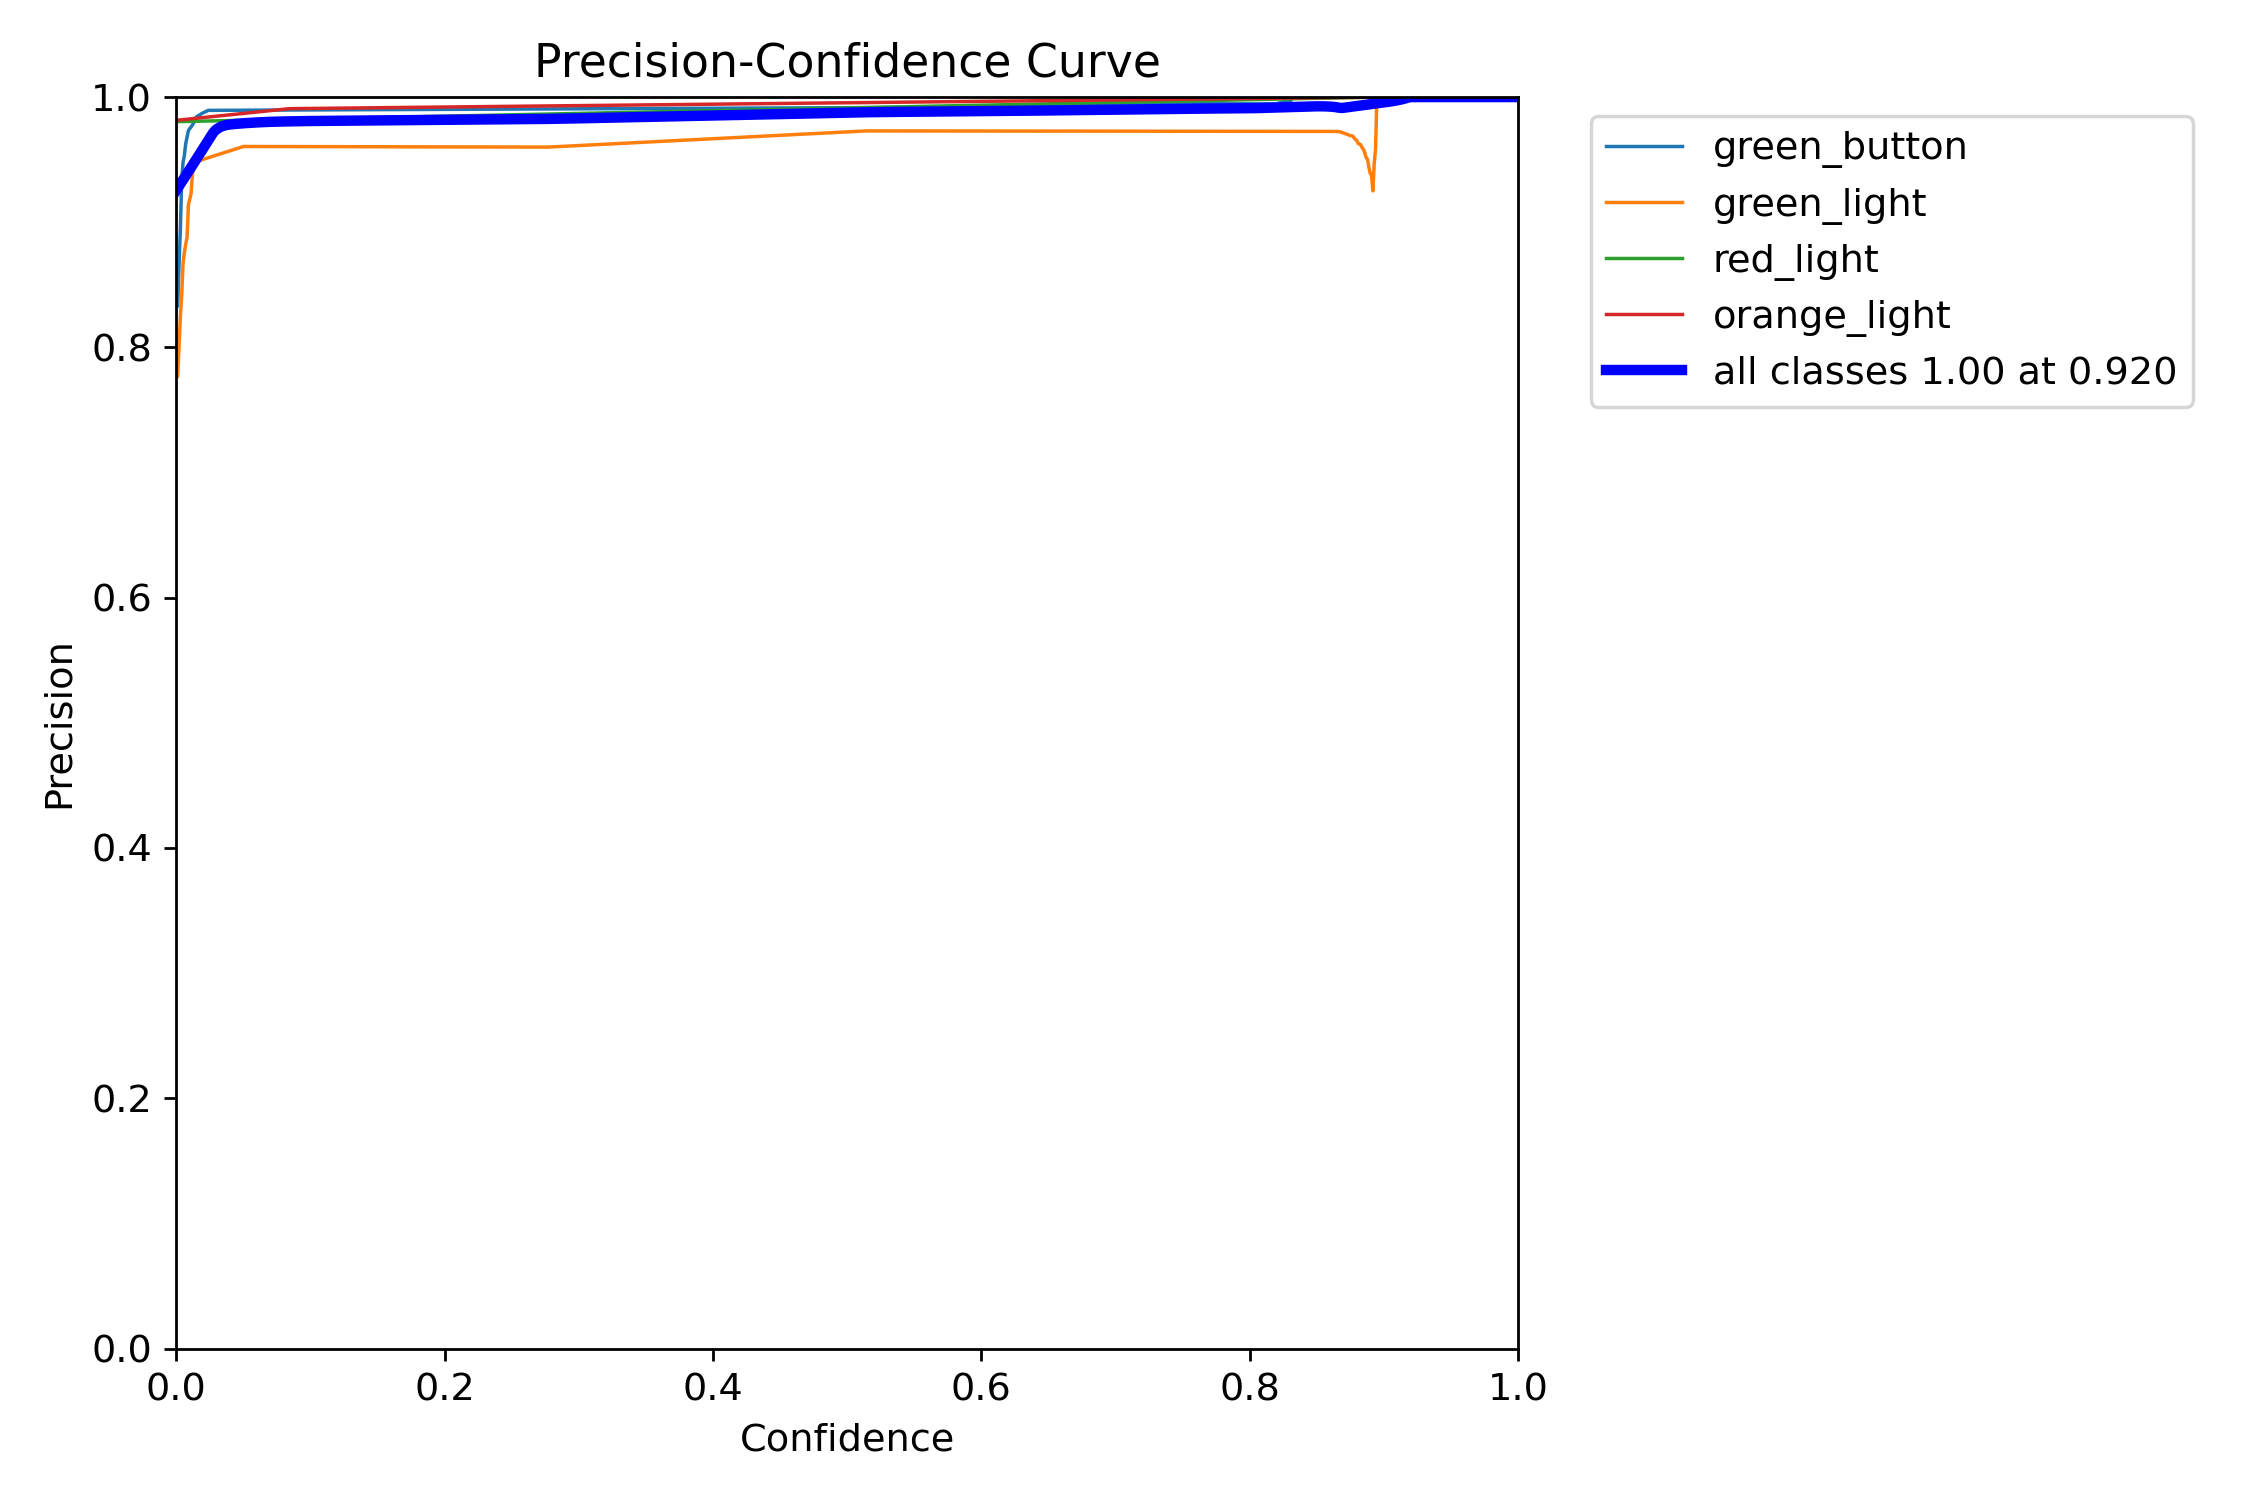 Precision-Confidence Curve
1.0
0.8
0.6
0.4
0.2
0.0
Precision
0.0 0.2 0.4 0.6 0.8 1.0
Confidence
green_button
green_light
red_light
orange_light
all classes 1.00 at 0.920